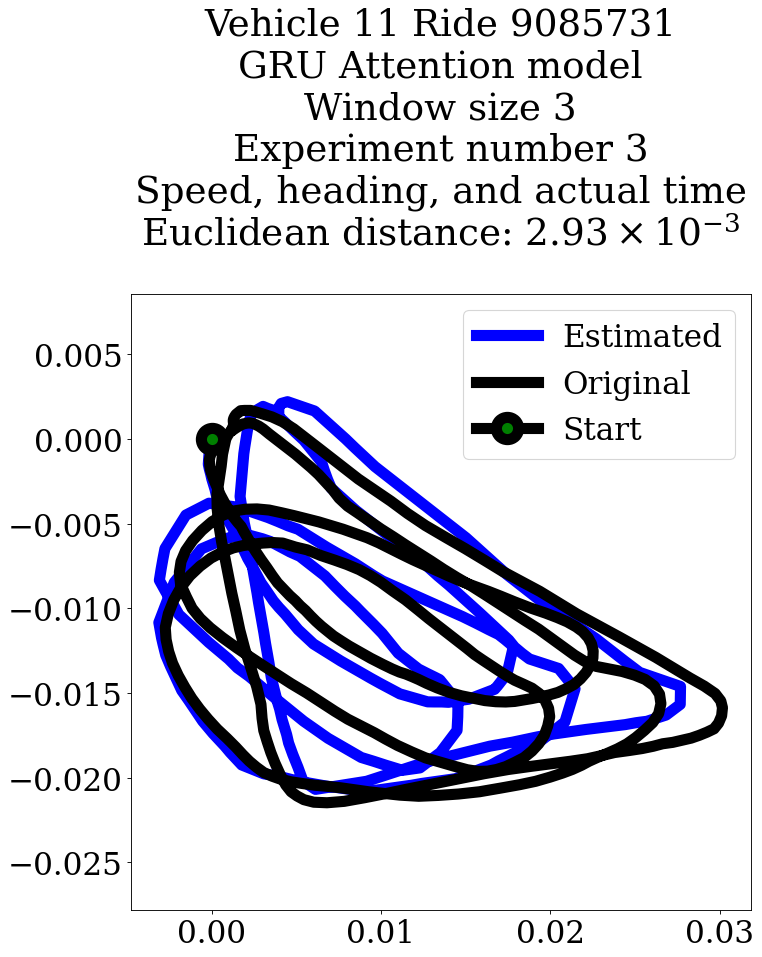 Vehicle 11 Ride 9085731
GRU Attention model
Window size 3
Experiment number 3
Speed, heading, and actual time
Euclidean distance: 2.93 × 10⁻³
Estimated
Original
Start
0.005
0.000
−0.005
−0.010
−0.015
−0.020
−0.025
0.00 0.01 0.02 0.03